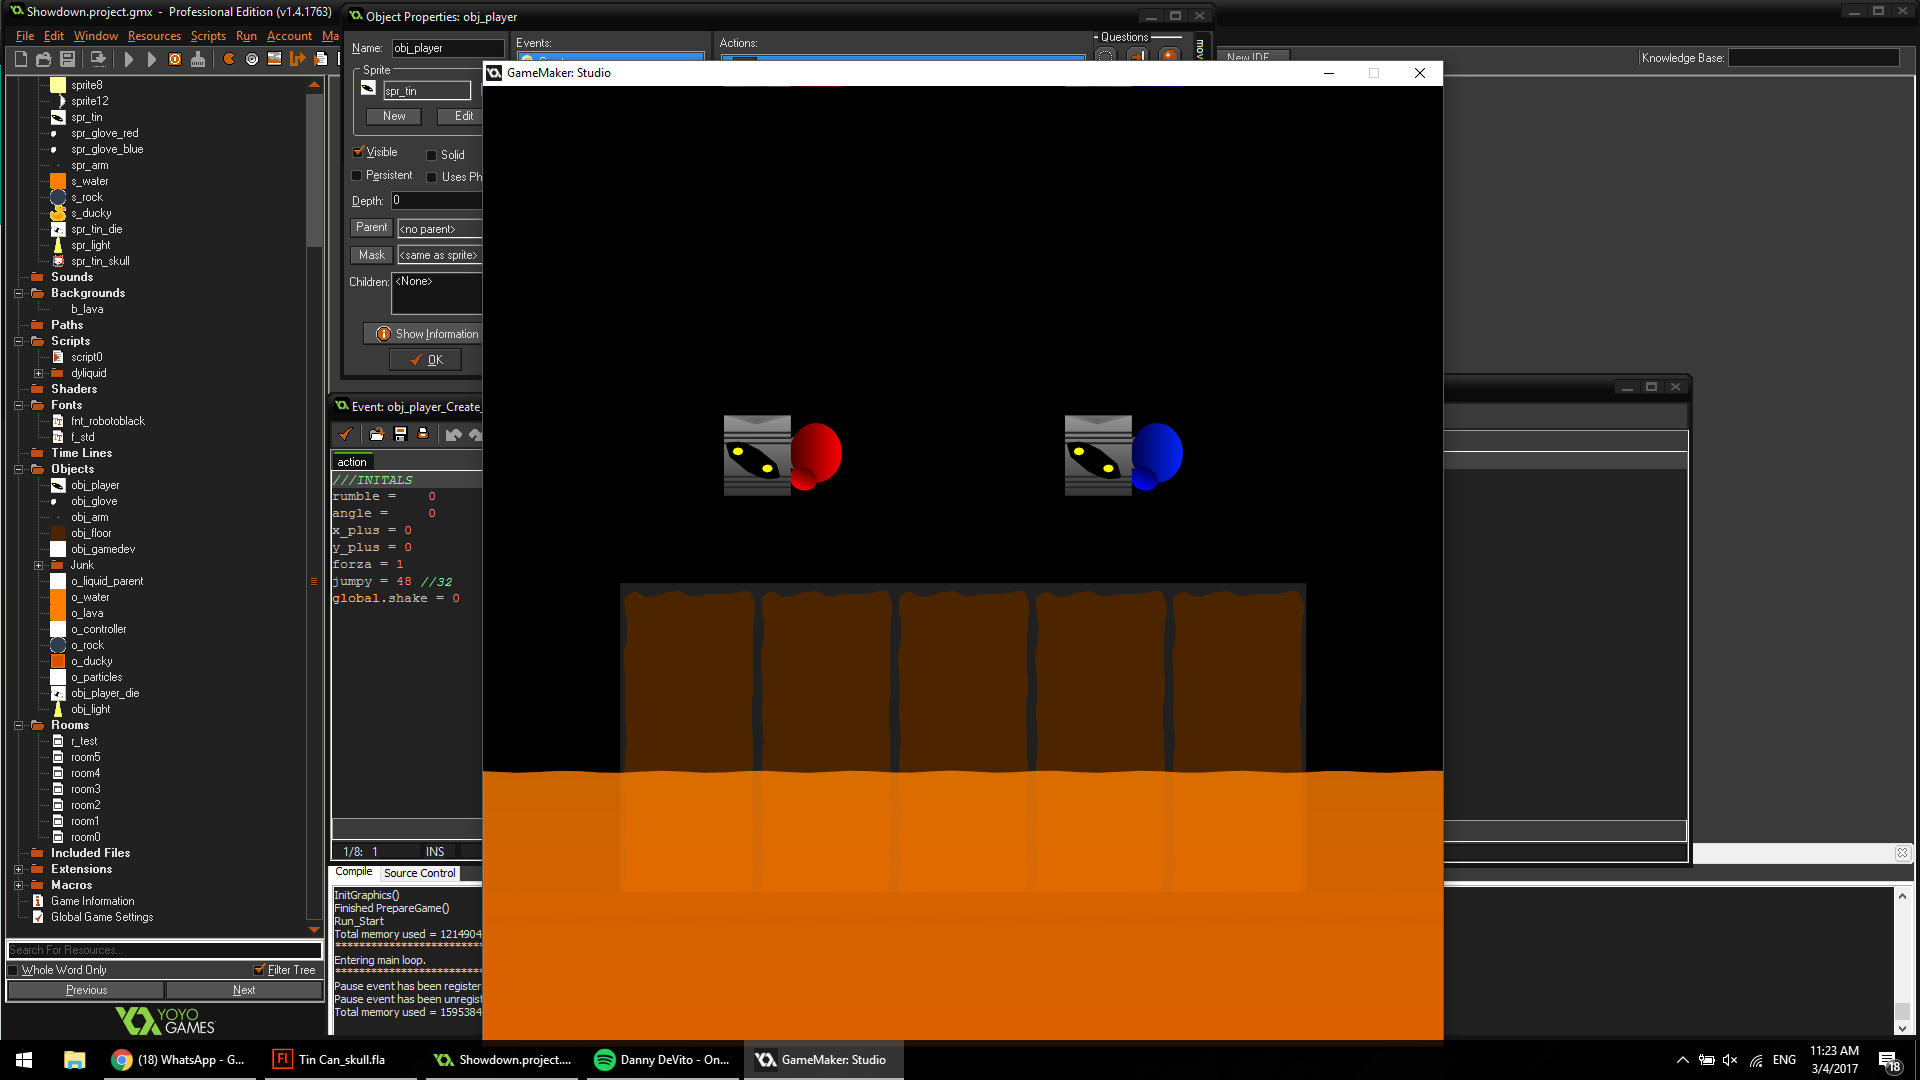 Showdown.project.gmx - Professional Edition (v1.4.1763)
File Edit Window Resources Scripts Run Account Ma
Object Properties: obj_player
Name: obj_player
Events:
Actions:
Questions
move
New IDE
Knowledge Base:
Sprite
spr_tin
New Edit
Visible Solid
Persistent Uses Ph
Depth: 0
Parent <no parent>
Mask <same as sprite>
Children: <None>
Show Information
OK
GameMaker: Studio
sprite8
sprite12
spr_tin
spr_glove_red
spr_glove_blue
spr_arm
s_water
s_rock
s_ducky
spr_tin_die
spr_light
spr_tin_skull
Sounds
Backgrounds
b_lava
Paths
Scripts
script0
dyliquid
Shaders
Fonts
fnt_robotoblack
f_std
Time Lines
Objects
obj_player
obj_glove
obj_arm
obj_floor
obj_gamedev
Junk
o_liquid_parent
o_water
o_lava
o_controller
o_rock
o_ducky
o_particles
obj_player_die
obj_light
Rooms
r_test
room5
room4
room3
room2
room1
room0
Included Files
Extensions
Macros
Game Information
Global Game Settings
Search For Resources...
Whole Word Only Filter Tree
Previous Next
YOYO
GAMES
Event: obj_player_Create_
action
///INITALS
rumble = 0
angle = 0
x_plus = 0
y_plus = 0
forza = 1
jumpy = 48 //32
global.shake = 0
1/8: 1 INS
Compile Source Control
InitGraphics()
Finished PrepareGame()
Run_Start
Total memory used = 1214904
***************************
Entering main loop.
***************************
Pause event has been register
Pause event has been unregist
Total memory used = 1595384
(18) WhatsApp - G...
Tin Can_skull.fla
Showdown.project....
Danny DeVito - On...
GameMaker: Studio
ENG
11:23 AM
3/4/2017
18